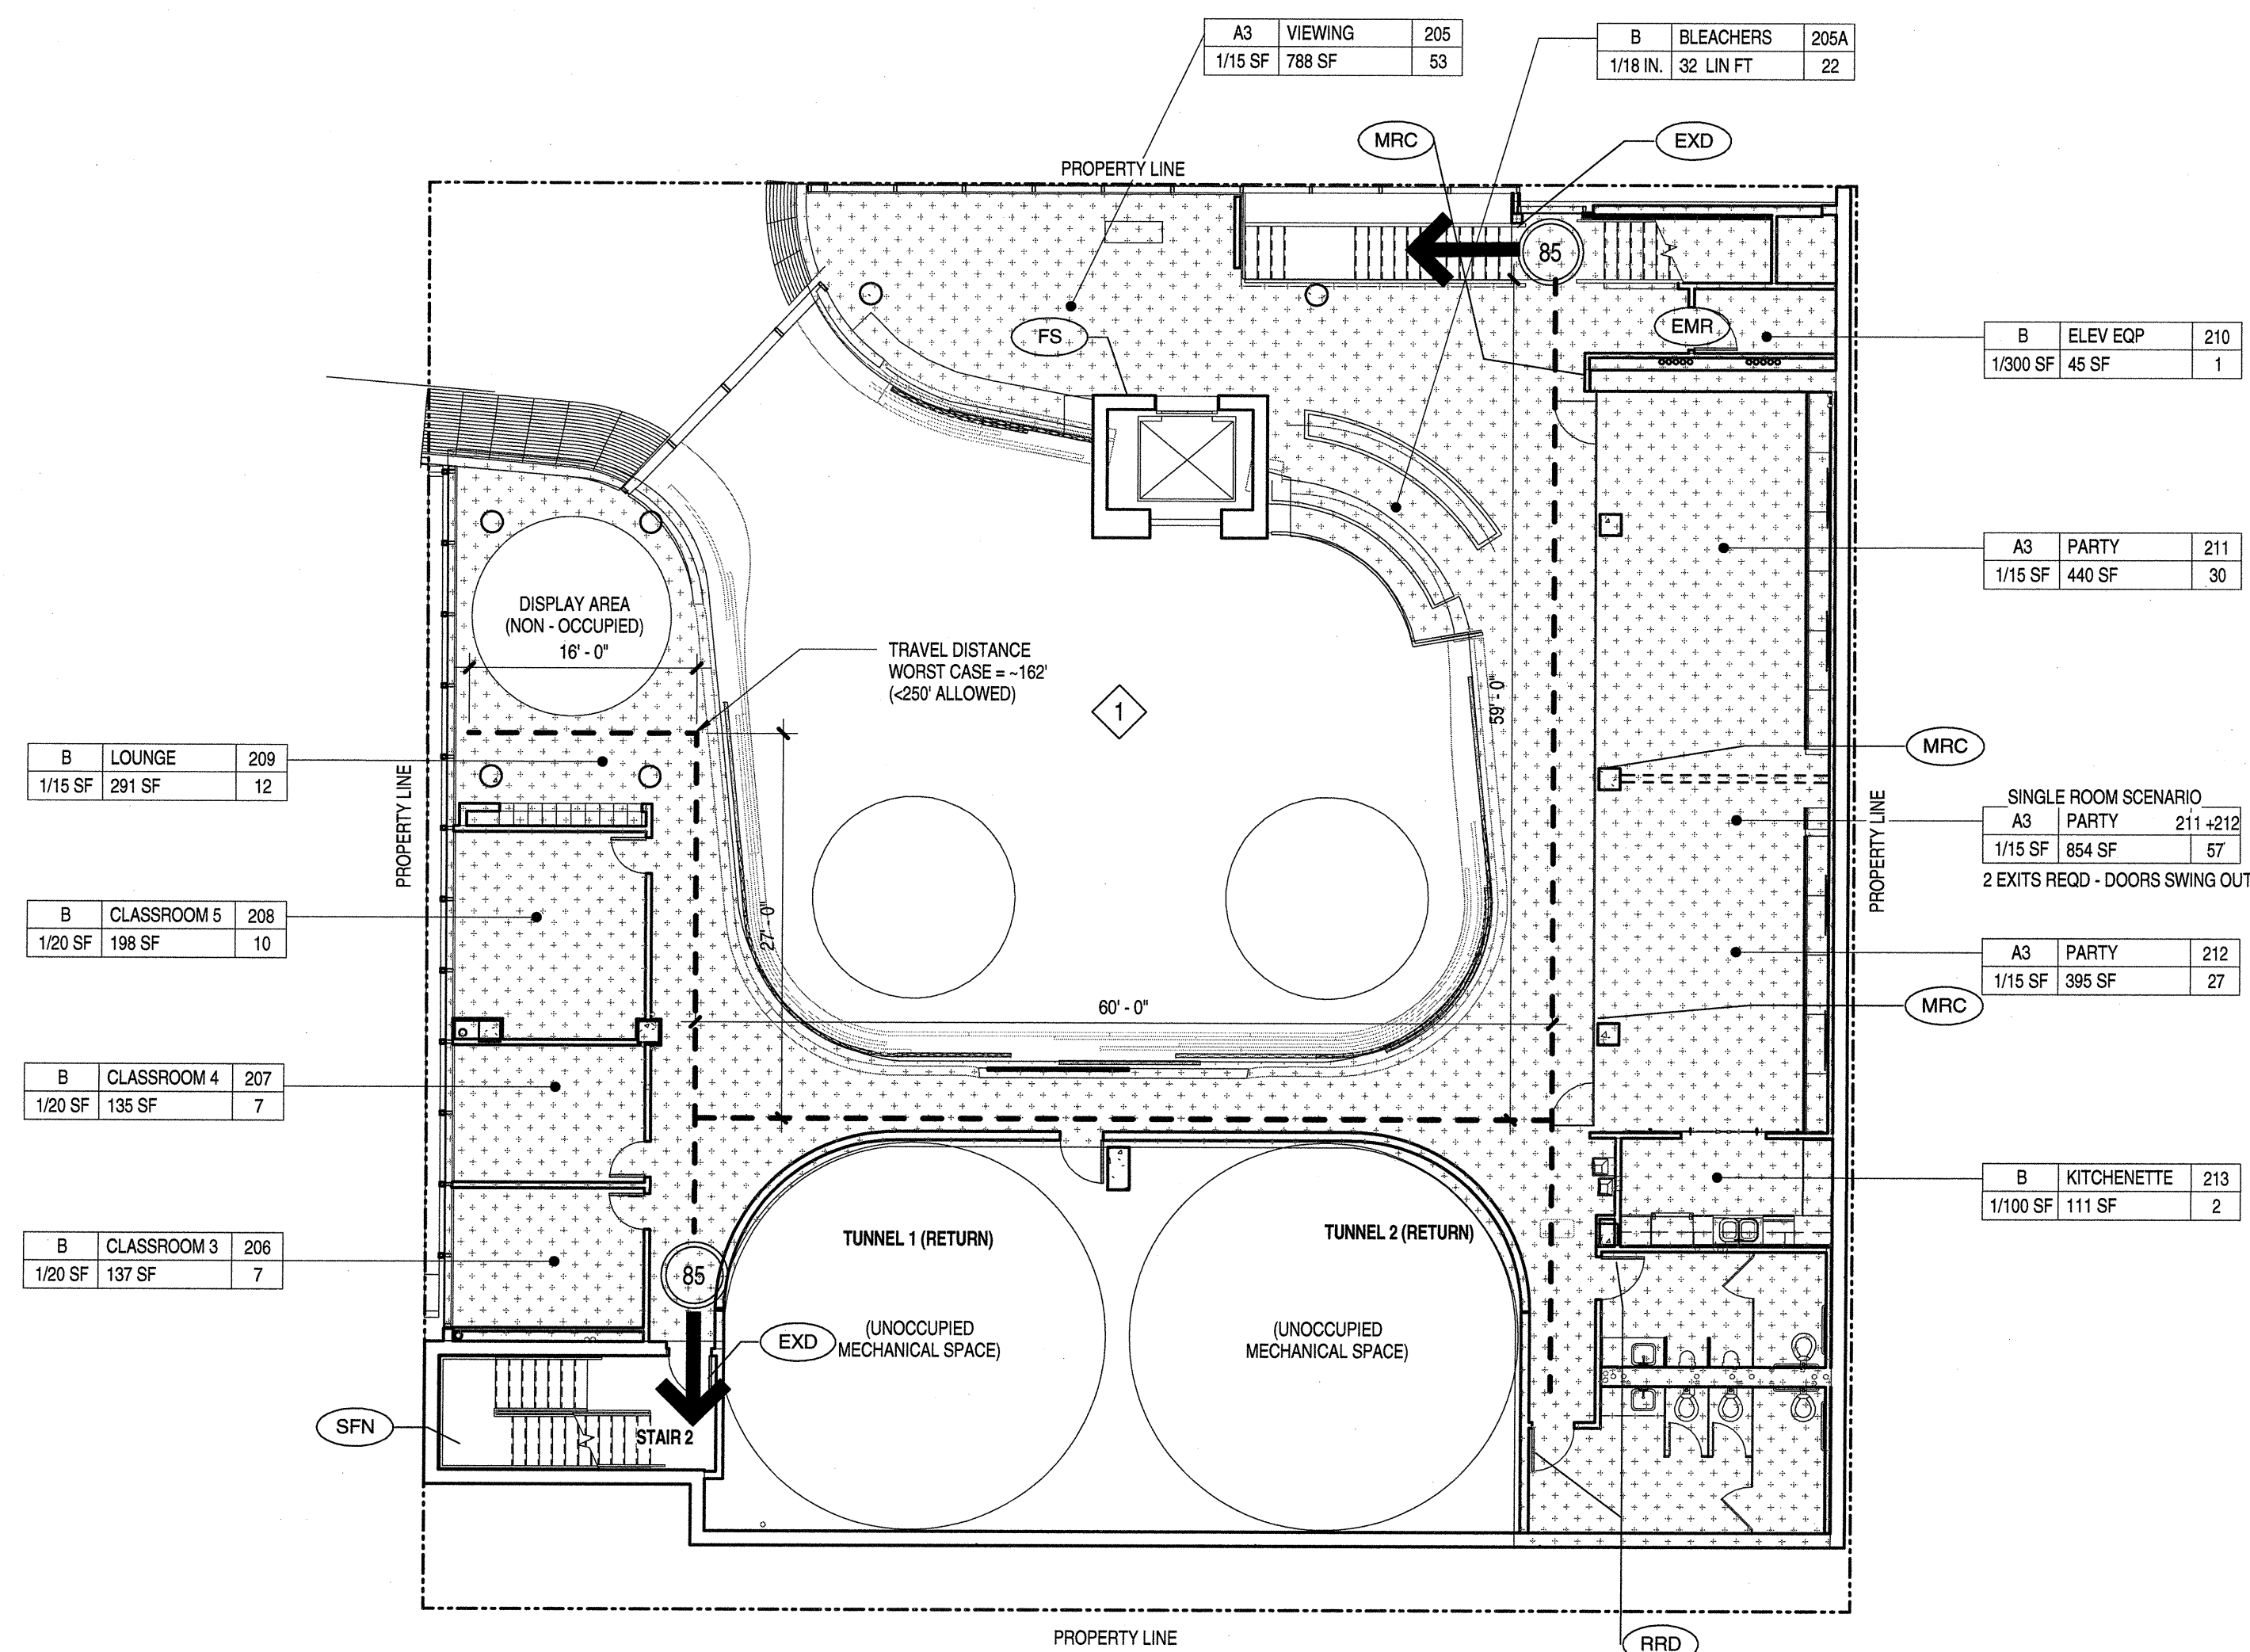 A3 VIEWING 205
1/15 SF 788 SF 53
B BLEACHERS 205A
1/18 IN. 32 LIN FT 22
MRC
EXD
PROPERTY LINE
85
FS
EMR
B ELEV EQP 210
1/300 SF 45 SF 1
A3 PARTY 211
1/15 SF 440 SF 30
DISPLAY AREA
(NON - OCCUPIED)
16' - 0"
TRAVEL DISTANCE
WORST CASE = ~162'
(<250' ALLOWED)
1
59' - 0"
B LOUNGE 209
1/15 SF 291 SF 12
PROPERTY LINE
MRC
SINGLE ROOM SCENARIO
A3 PARTY 211 +212
1/15 SF 854 SF 57
2 EXITS REQD - DOORS SWING OUT
PROPERTY LINE
B CLASSROOM 5 208
1/20 SF 198 SF 10
27' - 0"
A3 PARTY 212
1/15 SF 395 SF 27
60' - 0"
MRC
B CLASSROOM 4 207
1/20 SF 135 SF 7
B KITCHENETTE 213
1/100 SF 111 SF 2
B CLASSROOM 3 206
1/20 SF 137 SF 7
TUNNEL 1 (RETURN)
TUNNEL 2 (RETURN)
85
EXD
(UNOCCUPIED
MECHANICAL SPACE)
(UNOCCUPIED
MECHANICAL SPACE)
SFN
STAIR 2
PROPERTY LINE
RRD